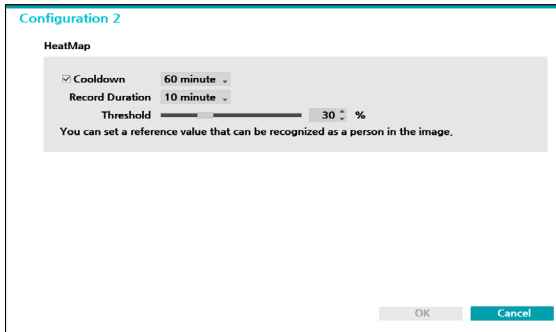 Configuration 2
HeatMap
Cooldown 60 minute
Record Duration 10 minute
Threshold 30 %
You can set a reference value that can be recognized as a person in the image.
OK Cancel